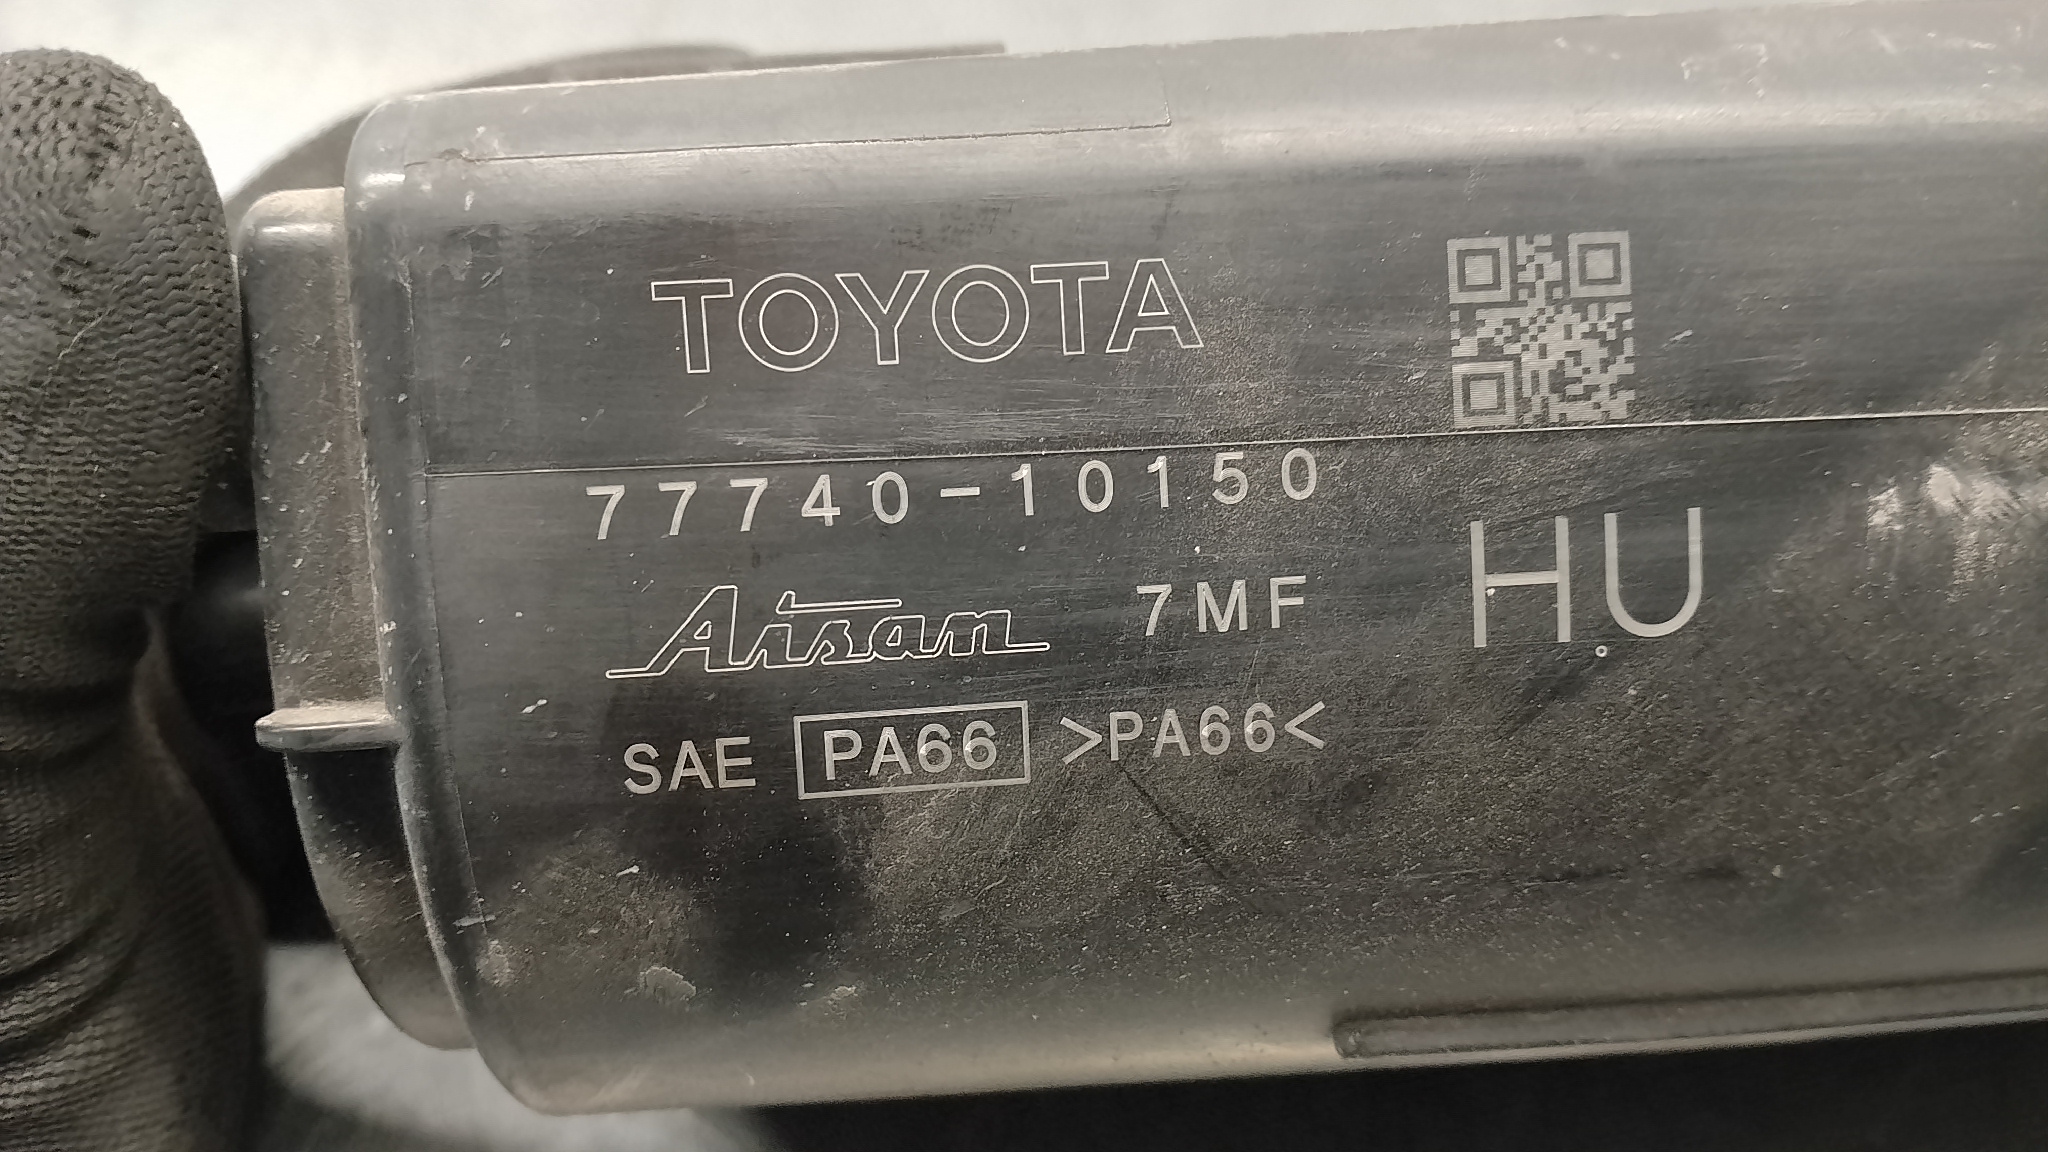 TOYOTA
77740-10150
Aisan 7MF HU
SAE PA66 >PA66<